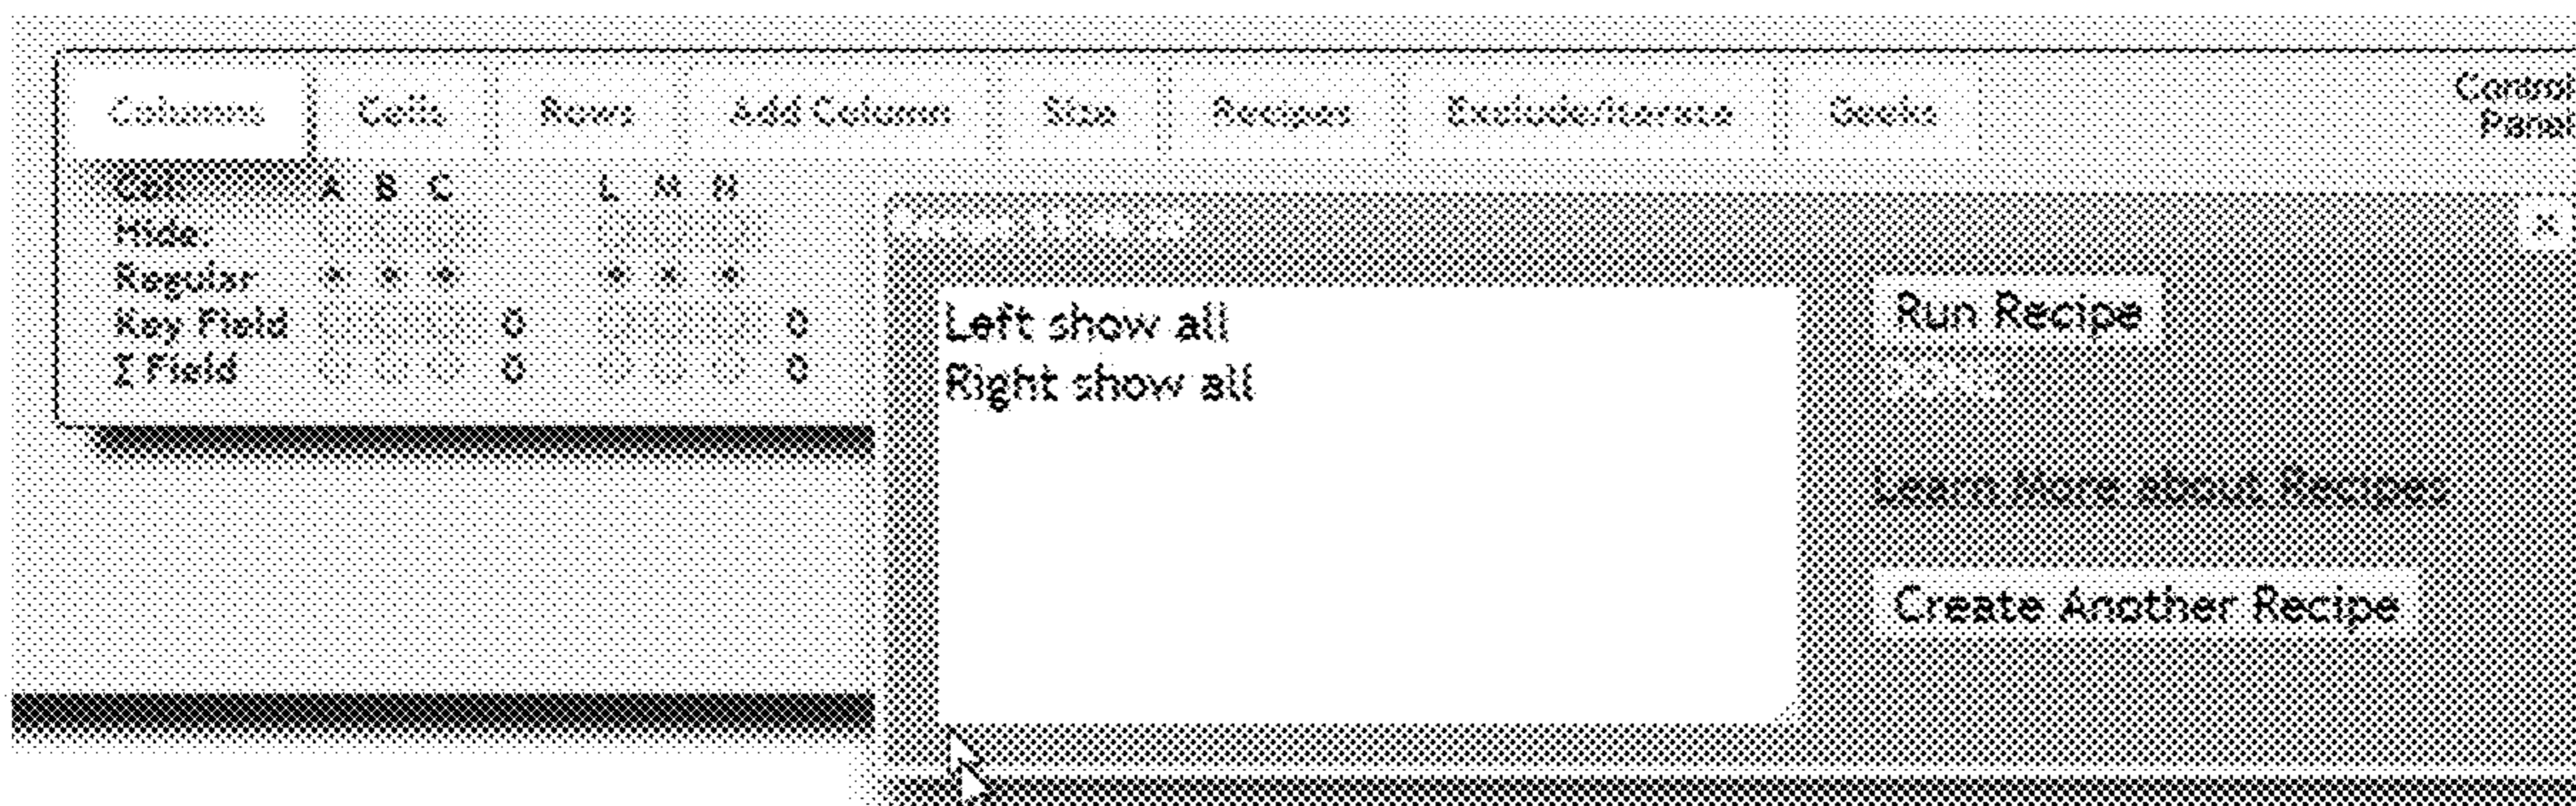 Columns Cells Rows Add Column Size Recipes Exclude/Iterate Geeks
Control
Panel
Col: A B C L M N
Hide:
Regular
Key Field 0 0
Σ Field 0 0
x
Left show all
Right show all
Run Recipe
DONE
Learn More about Recipes
Create Another Recipe